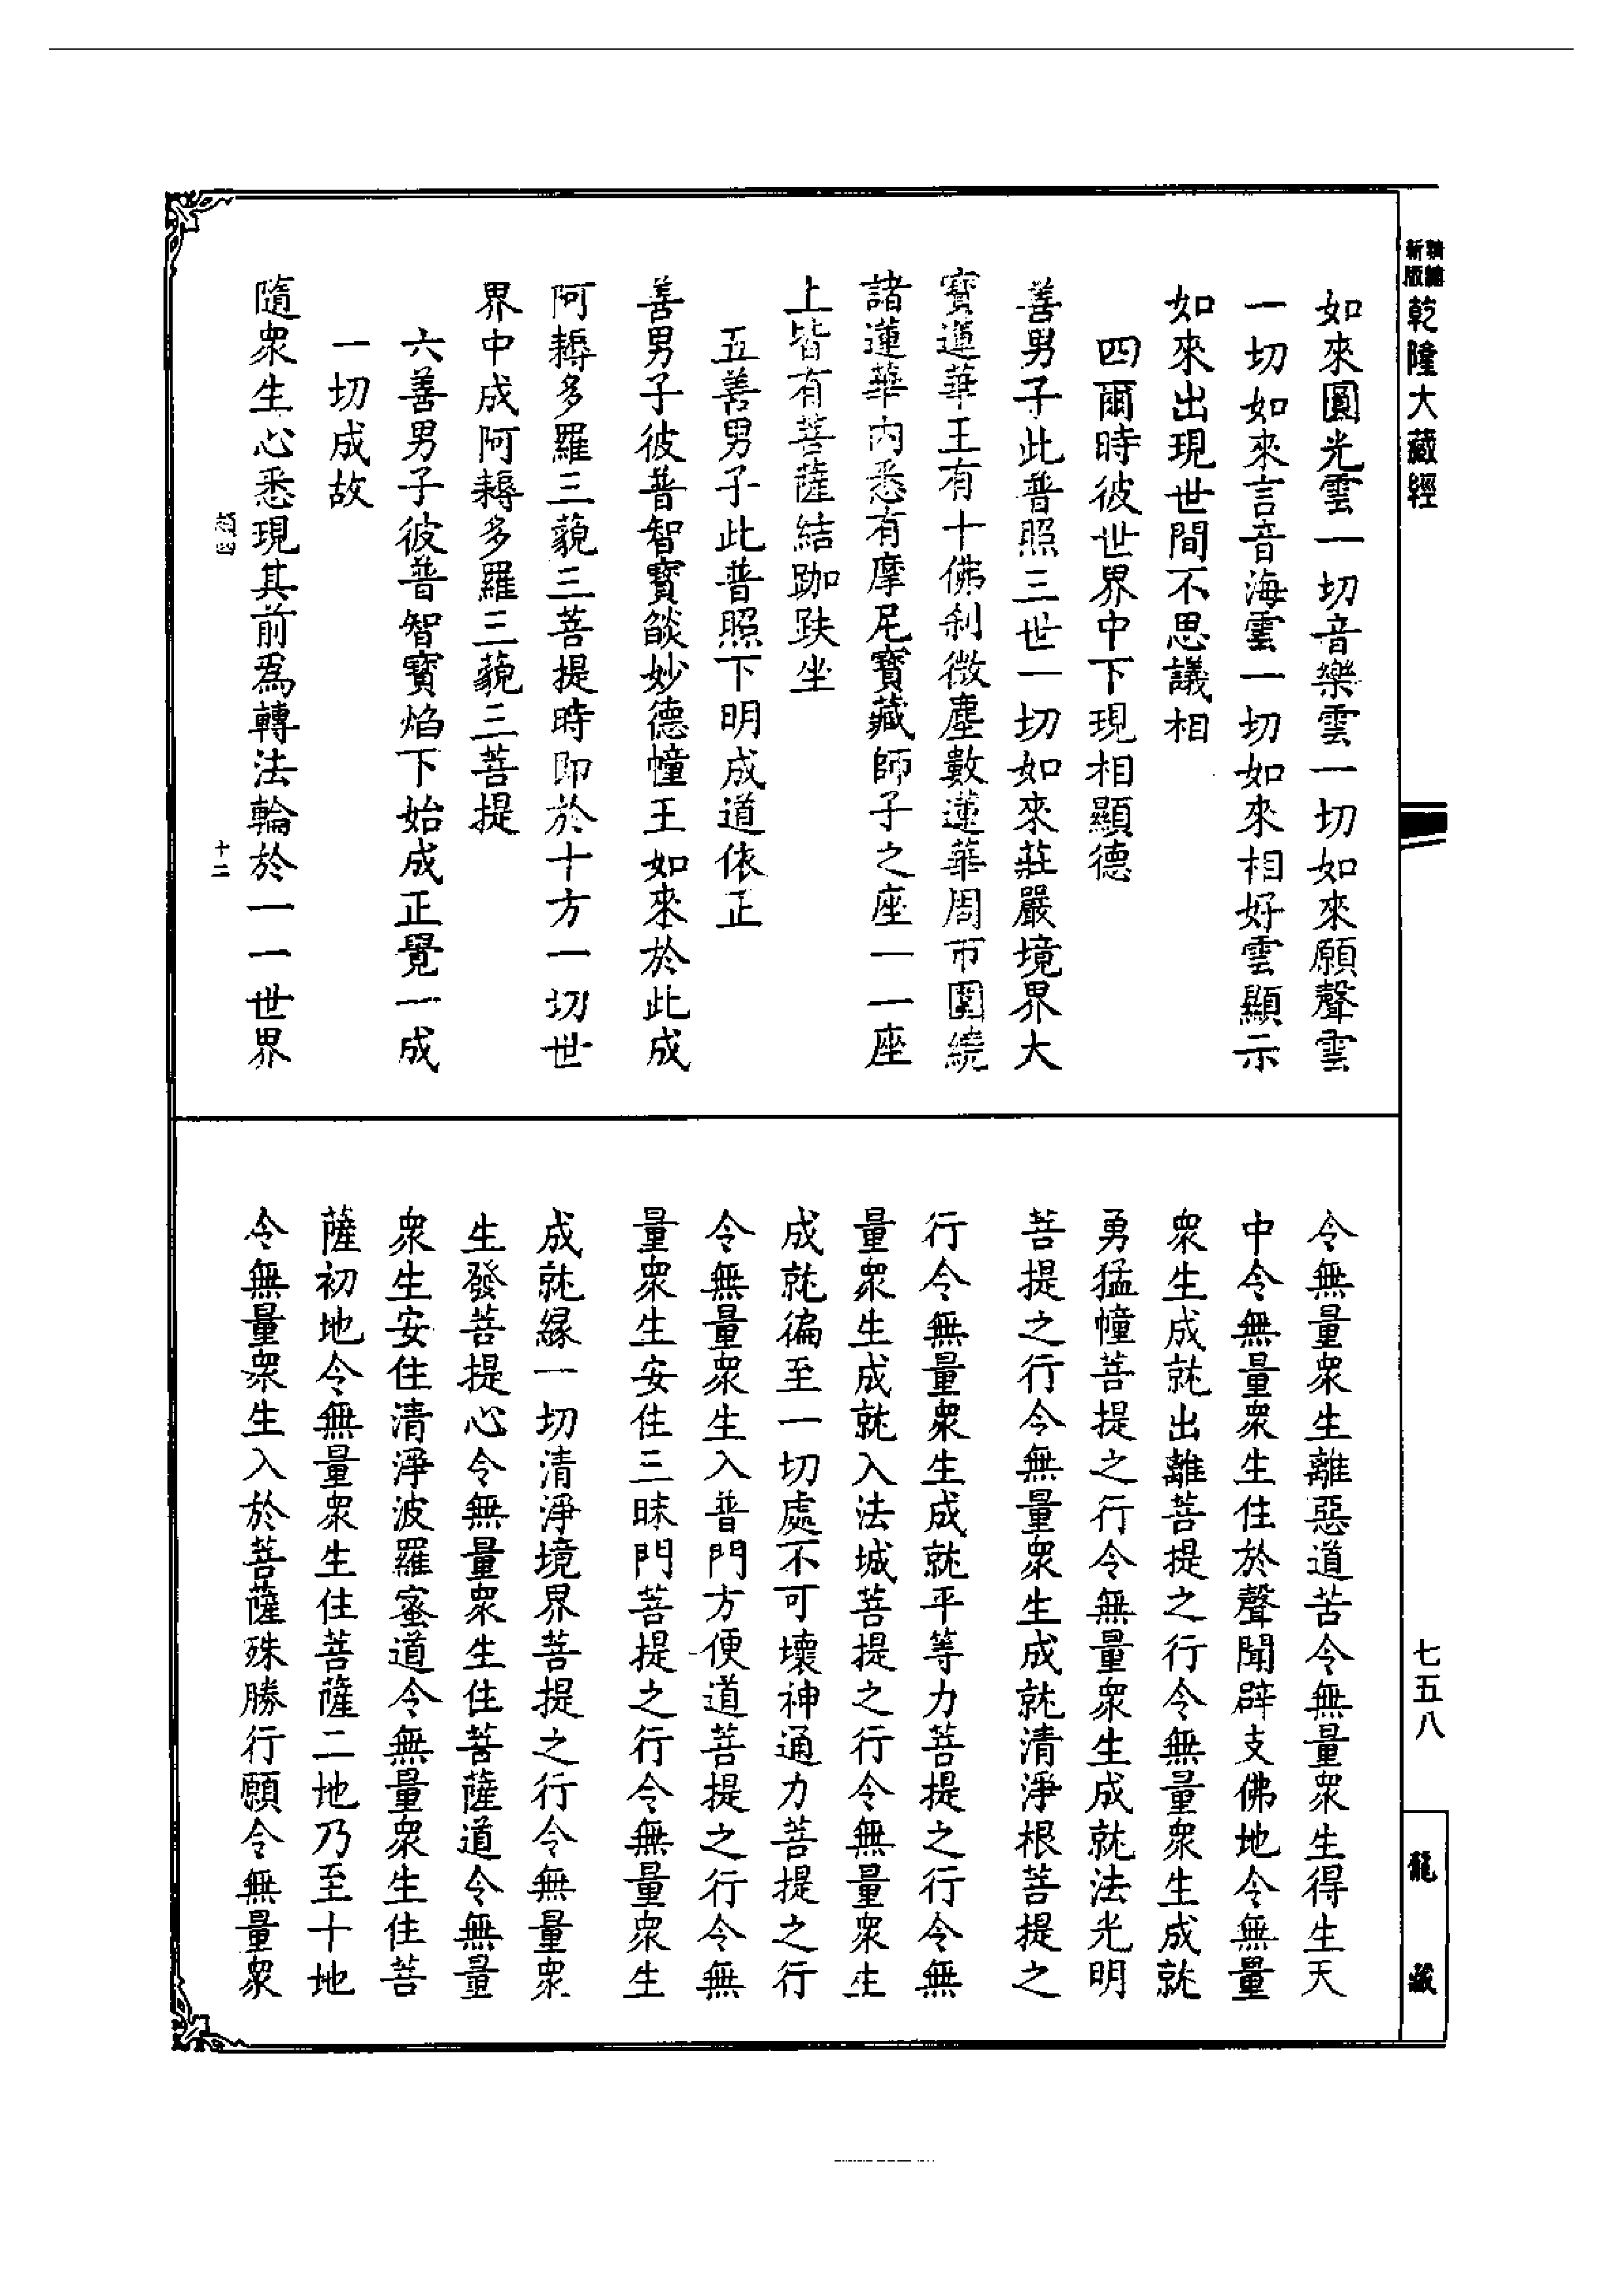 新版精縮
乾隆大藏經
七五八
龍藏
如來圓光雲一切音樂雲一切如來願聲雲
一切如來言音海雲一切如來相好雲顯示
如來出現世間不思議相
四爾時彼世界中下現相顯德
善男子此普照三世一切如來莊嚴境界大
寶蓮華王有十佛剎微塵數蓮華周帀圍繞
諸蓮華內悉有摩尼寶藏師子之座一一座
上皆有菩薩結跏趺坐
五善男子此普照下明成道依正
善男子彼普智寶燄妙德幢王如來於此成
阿耨多羅三藐三菩提時即於十方一切世
界中成阿耨多羅三藐三菩提
六善男子彼普智寶焰下始成正覺一成
一切成故
隨衆生心悉現其前爲轉法輪於一一世界
十二
令無量衆生離惡道苦令無量衆生得生天
中令無量衆生住於聲聞辟支佛地令無量
衆生成就出離菩提之行令無量衆生成就
勇猛幢菩提之行令無量衆生成就法光明
菩提之行令無量衆生成就清淨根菩提之
行令無量衆生成就平等力菩提之行令無
量衆生成就入法城菩提之行令無量衆生
成就徧至一切處不可壞神通力菩提之行
令無量衆生入普門方便道菩提之行令無
量衆生安住三昧門菩提之行令無量衆生
成就緣一切清淨境界菩提之行令無量衆
生發菩提心令無量衆生住菩薩道令無量
衆生安住清淨波羅蜜道令無量衆生住菩
薩初地令無量衆生住菩薩二地乃至十地
令無量衆生入於菩薩殊勝行願令無量衆